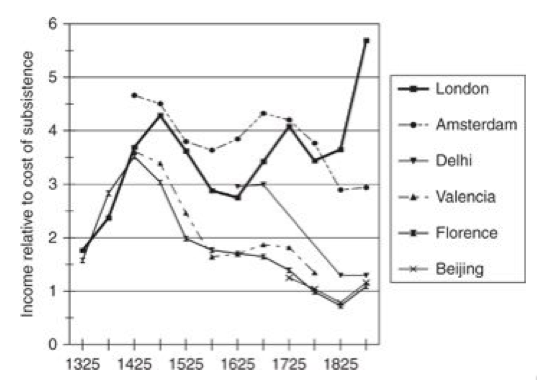 Income relative to cost of subsistence
6
5
4
3
2
1
0
1325 1425 1525 1625 1725 1825
London
Amsterdam
Delhi
Valencia
Florence
Beijing